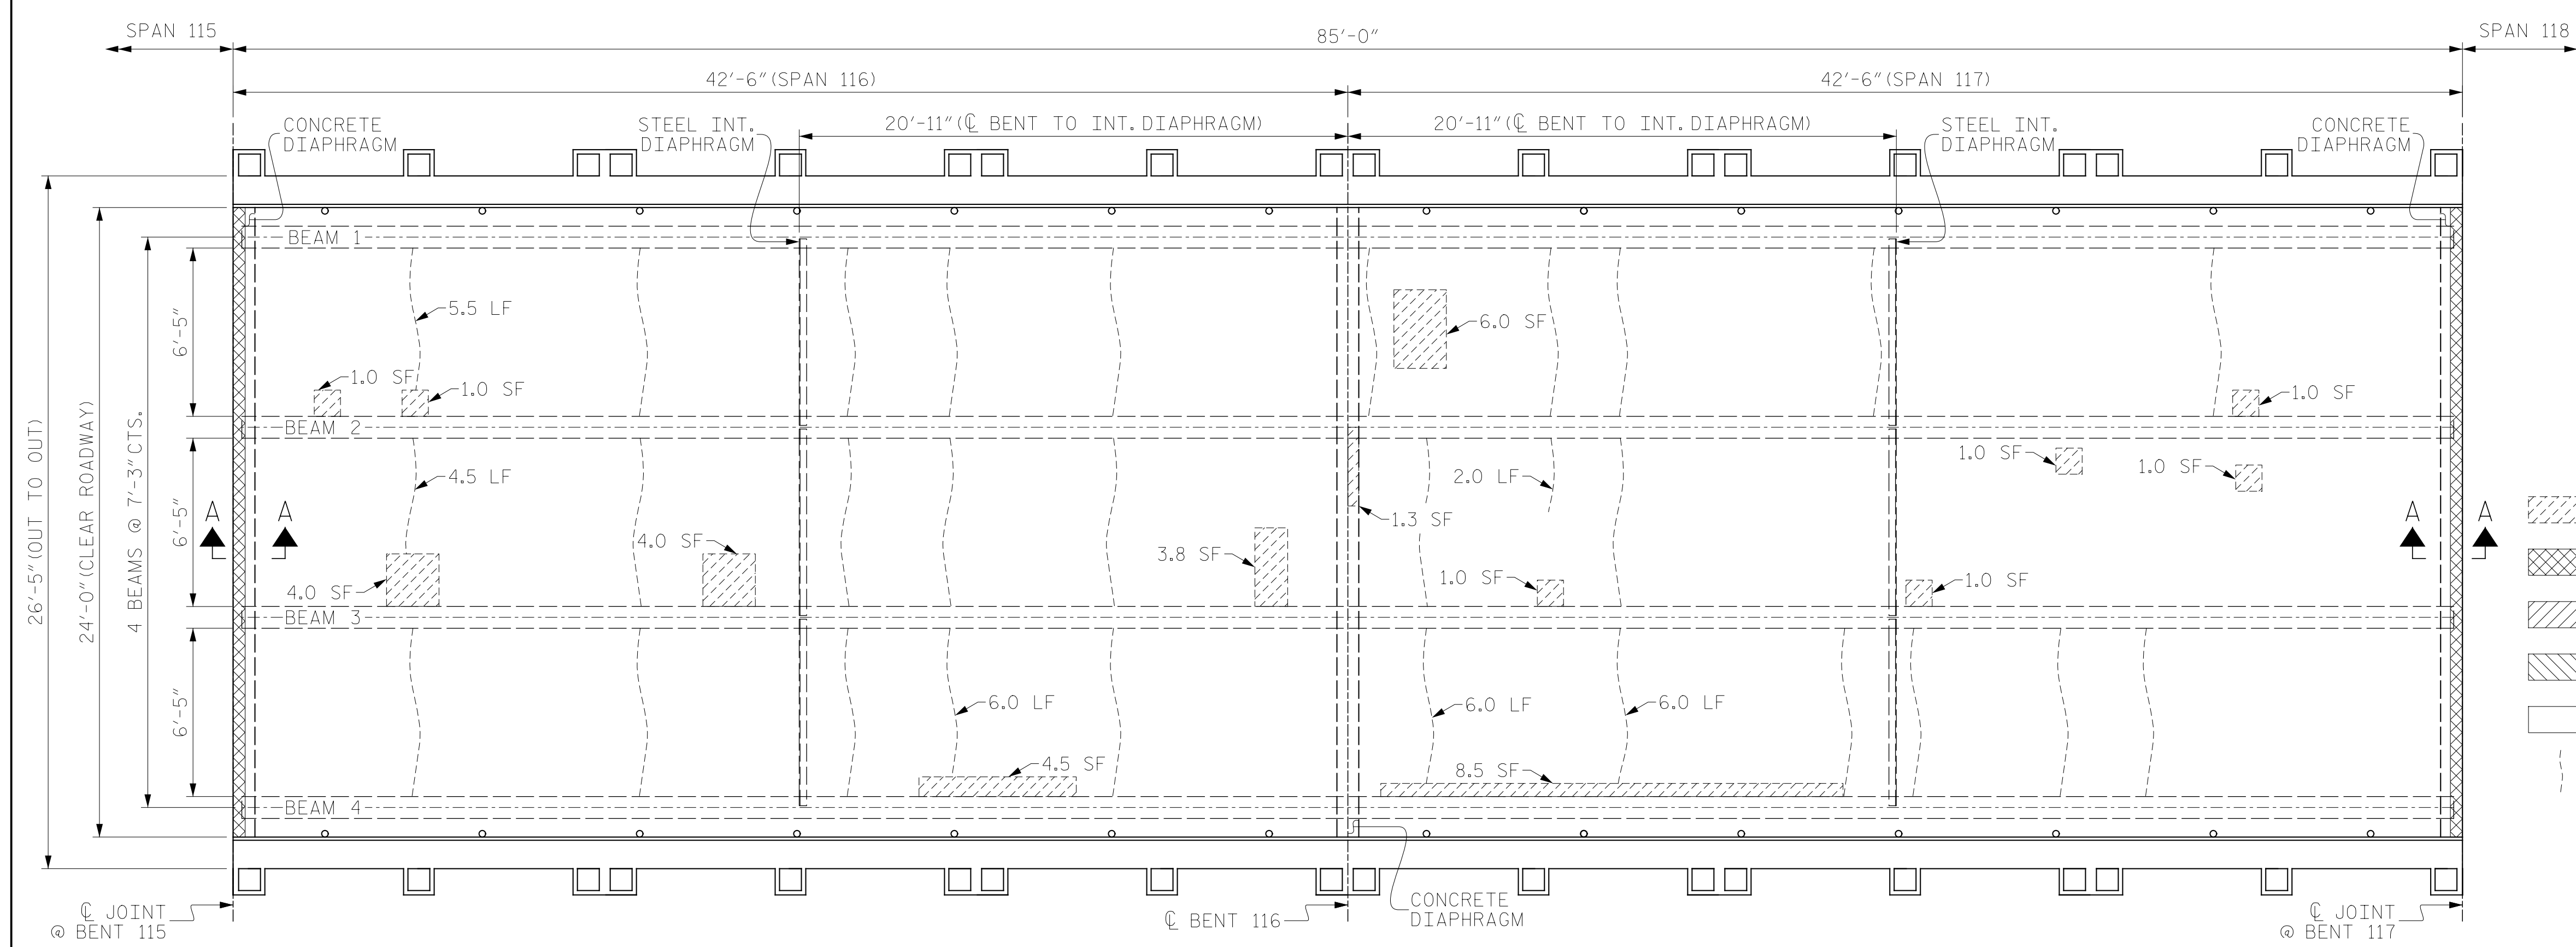 SPAN 115
85'-0"
SPAN 118
42'-6" (SPAN 116)
42'-6" (SPAN 117)
CONCRETE
DIAPHRAGM
STEEL INT.
DIAPHRAGM
20'-11" (℄ BENT TO INT. DIAPHRAGM)
20'-11" (℄ BENT TO INT. DIAPHRAGM)
STEEL INT.
DIAPHRAGM
CONCRETE
DIAPHRAGM
26'-5" (OUT TO OUT)
24'-0" (CLEAR ROADWAY)
4 BEAMS @ 7'-3" CTS.
6'-5"
6'-5"
6'-5"
BEAM 1
5.5 LF
6.0 SF
1.0 SF
1.0 SF
1.0 SF
BEAM 2
4.5 LF
2.0 LF
1.0 SF
1.0 SF
A
A
1.3 SF
A
A
4.0 SF
4.0 SF
3.8 SF
1.0 SF
1.0 SF
BEAM 3
6.0 LF
6.0 LF
6.0 LF
4.5 SF
8.5 SF
BEAM 4
℄ JOINT
@ BENT 115
℄ BENT 116
CONCRETE
DIAPHRAGM
℄ JOINT
@ BENT 117